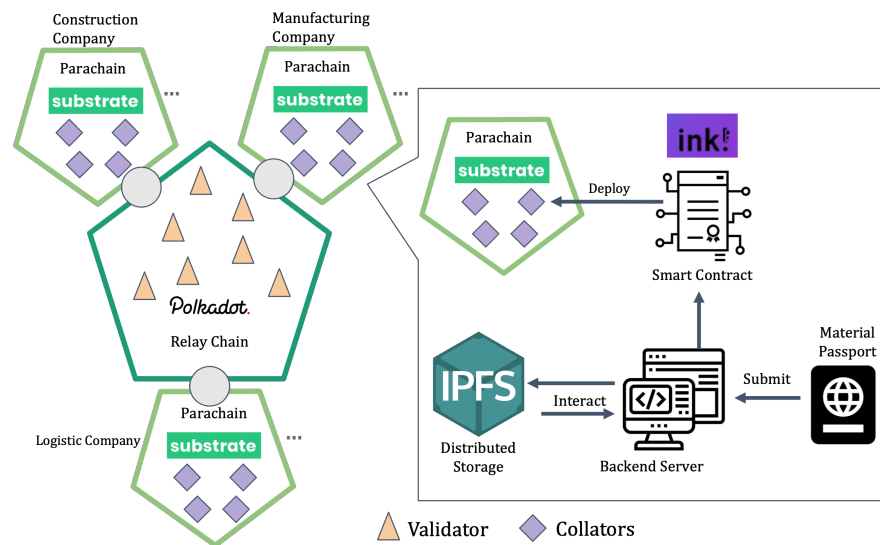 Construction
Company
Manufacturing
Company
Parachain
substrate
...
Parachain
substrate
...
Polkadot.
Relay Chain
Logistic Company
Parachain
substrate
...
Parachain
substrate
Deploy
ink!
Smart Contract
IPFS
Distributed
Storage
Interact
</>
Backend Server
Submit
Material
Passport
Validator
Collators